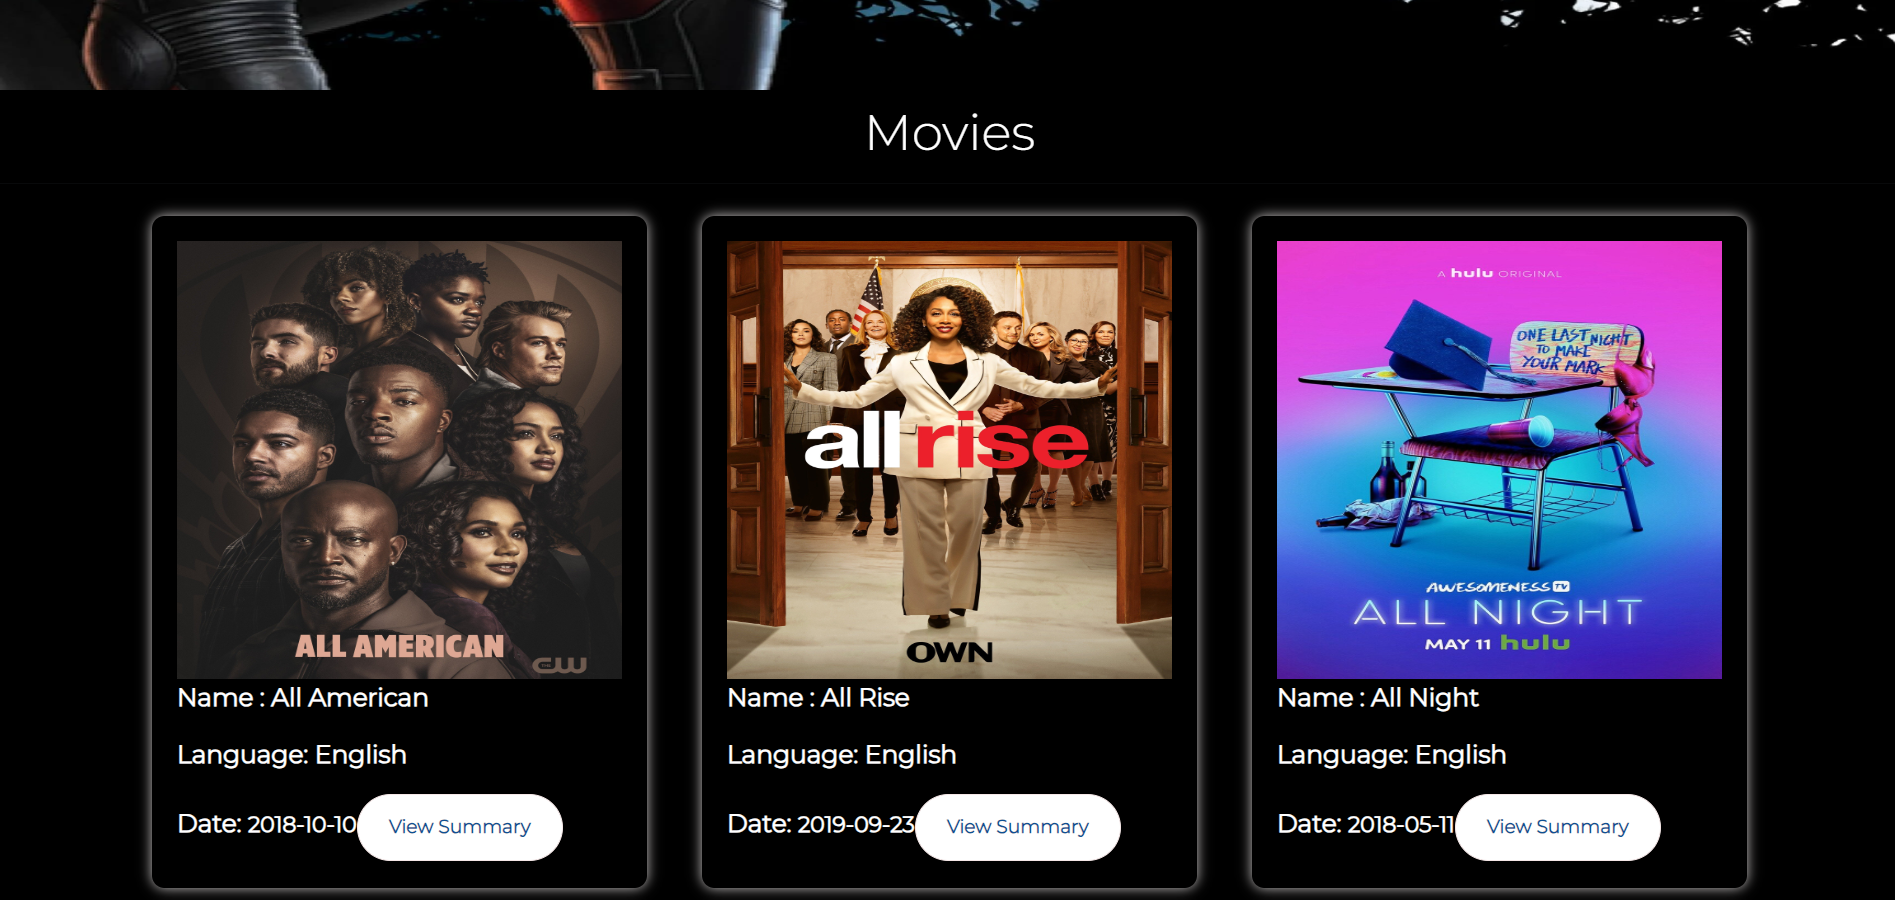 Movies
ALL AMERICAN
THE CW
Name : All American
Language: English
Date: 2018-10-10
View Summary
all rise
OWN
Name : All Rise
Language: English
Date: 2019-09-23
View Summary
A hulu ORIGINAL
ONE LAST NIGHT
TO MAKE
YOUR MARK
AWESOMENESS TV
ALL NIGHT
MAY 11 hulu
Name : All Night
Language: English
Date: 2018-05-11
View Summary